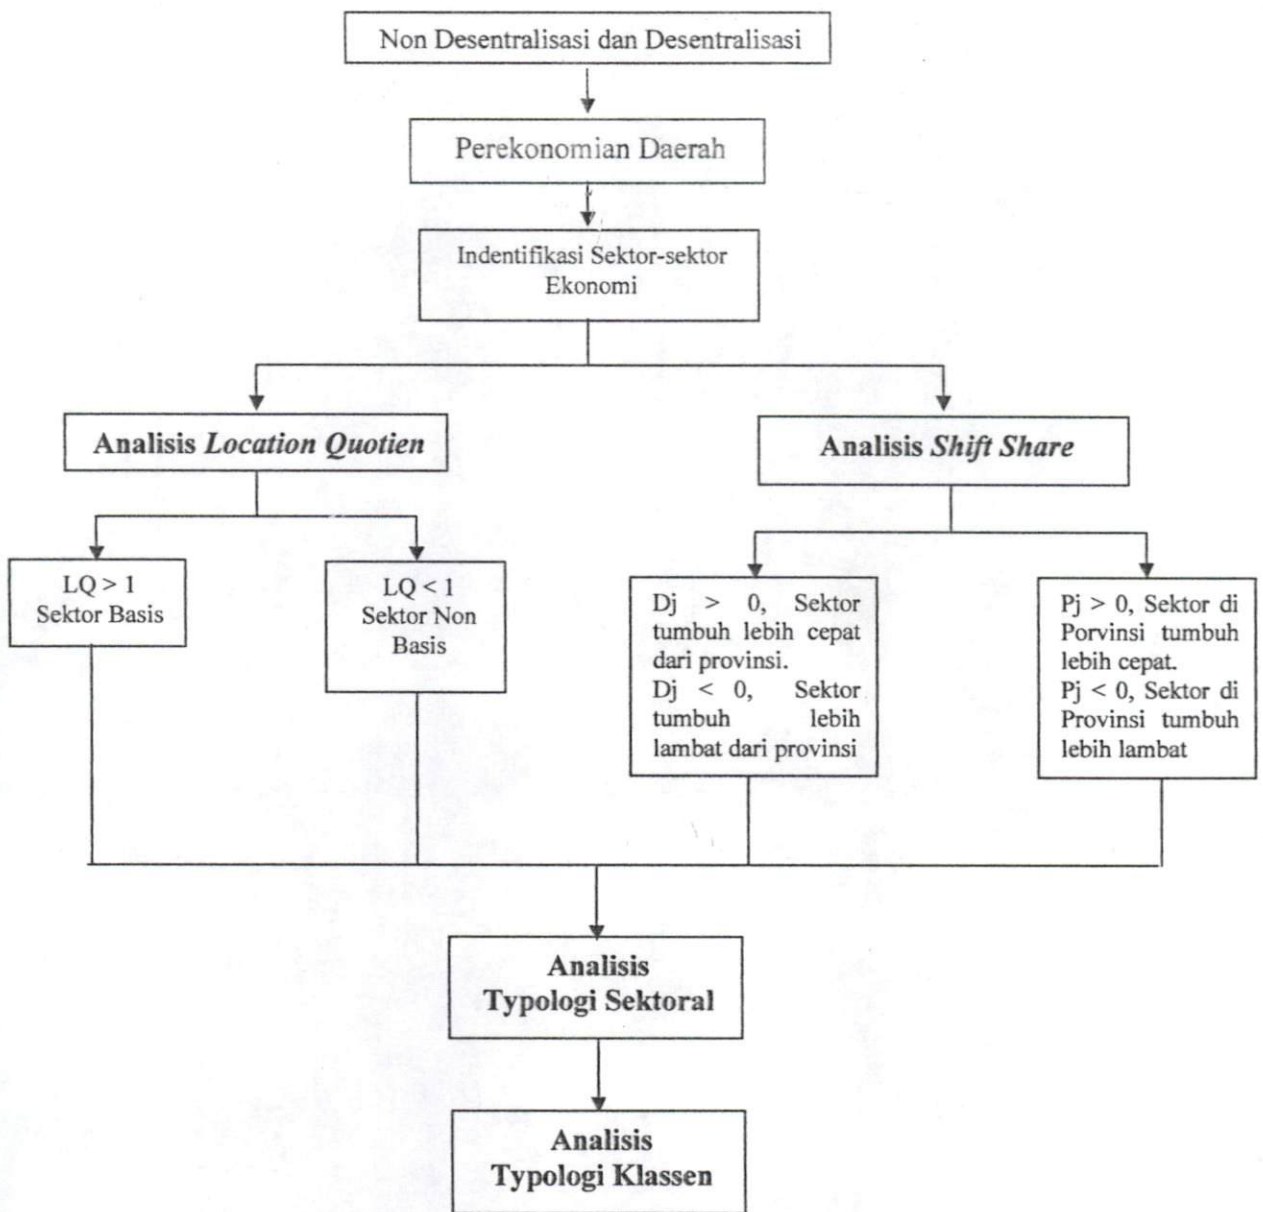 Non Desentralisasi dan Desentralisasi
Perekonomian Daerah
Indentifikasi Sektor-sektor
Ekonomi
Analisis Location Quotien
Analisis Shift Share
LQ > 1
Sektor Basis
LQ < 1
Sektor Non
Basis
Dj > 0, Sektor
tumbuh lebih cepat
dari provinsi.
Dj < 0, Sektor
tumbuh lebih
lambat dari provinsi
Pj > 0, Sektor di
Porvinsi tumbuh
lebih cepat.
Pj < 0, Sektor di
Provinsi tumbuh
lebih lambat
Analisis
Typologi Sektoral
Analisis
Typologi Klassen